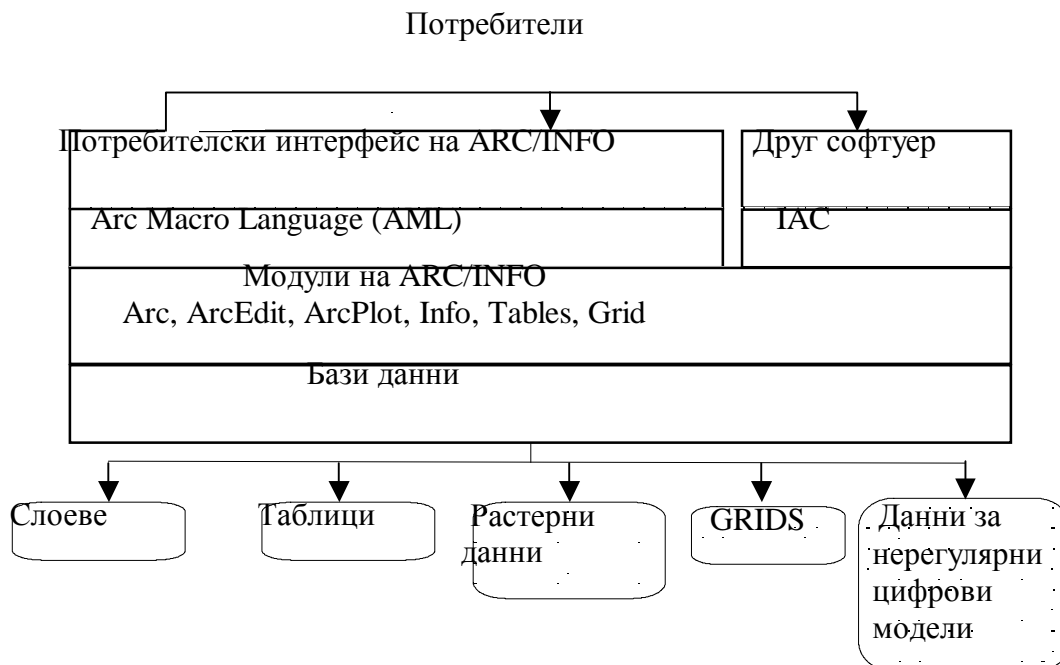 Потребители
Потребителски интерфейс на ARC/INFO
Друг софтуер
Arc Macro Language (AML)
IAC
Модули на ARC/INFO
Arc, ArcEdit, ArcPlot, Info, Tables, Grid
Бази данни
Слоеве
Таблици
Растерни
данни
GRIDS
Данни за
нерегулярни
цифрови
модели